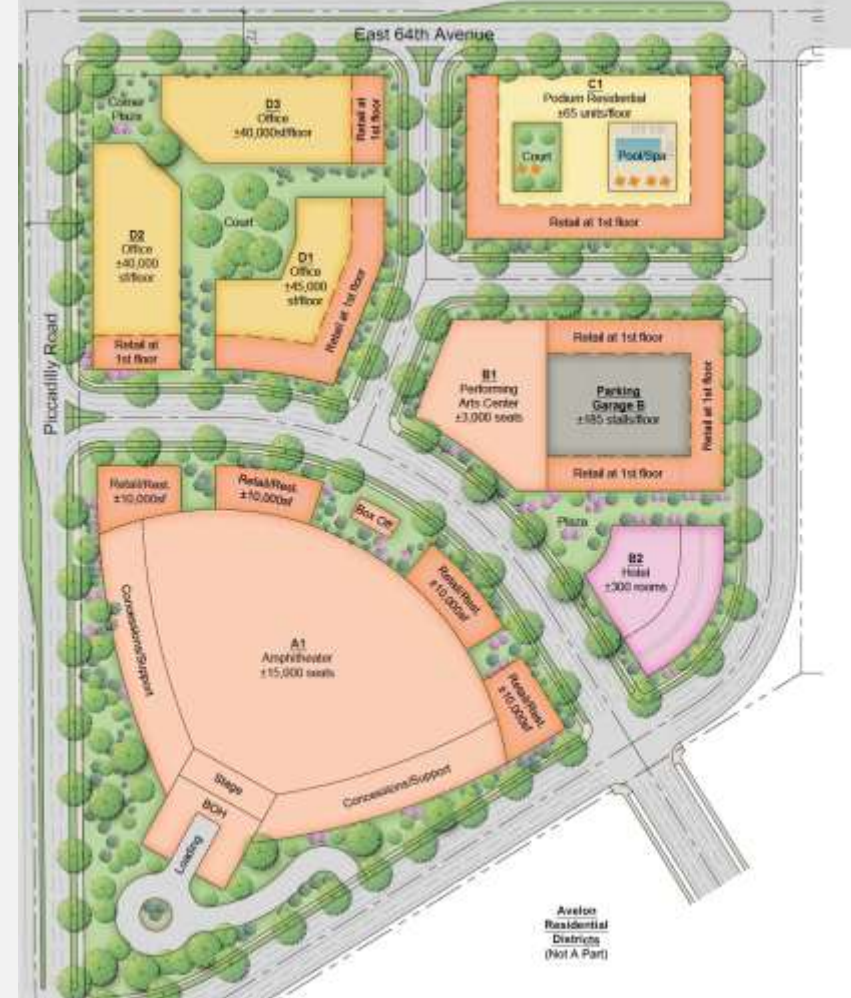 East 64th Avenue
Corner
Plaza
D3
Office
±40,000sf/floor
Retail at
1st floor
C1
Podium Residential
±65 units/floor
Court
Pool/Spa
Retail at 1st floor
D2
Office
±40,000
sf/floor
Court
D1
Office
±45,000
sf/floor
Retail at 1st floor
Retail at
1st floor
Piccadilly Road
B1
Performing
Arts Center
±3,000 seats
Retail at 1st floor
Parking
Garage B
±185 stalls/floor
Retail at 1st floor
Retail at 1st floor
Retail/Rest.
±10,000sf
Retail/Rest.
±10,000sf
Box Off
Plaza
B2
Hotel
±300 rooms
Retail/Rest.
±10,000sf
Concessions/Support
A1
Amphitheater
±15,000 seats
Retail/Rest.
±10,000sf
Stage
BOH
Concessions/Support
Loading
Avalon
Residential
Districts
(Not A Part)